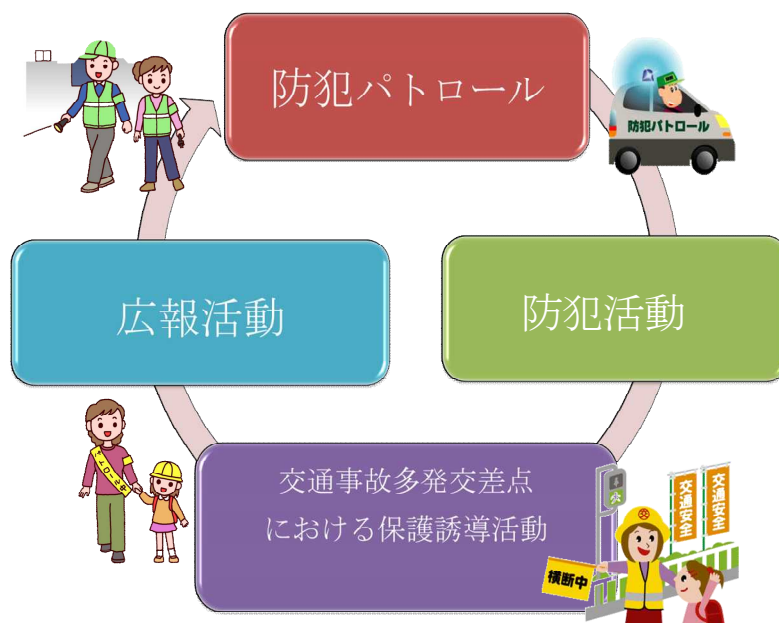 防犯パトロール
防犯パトロール
広報活動
防犯活動
交通事故多発交差点
における保護誘導活動
交通安全
交通安全
横断中